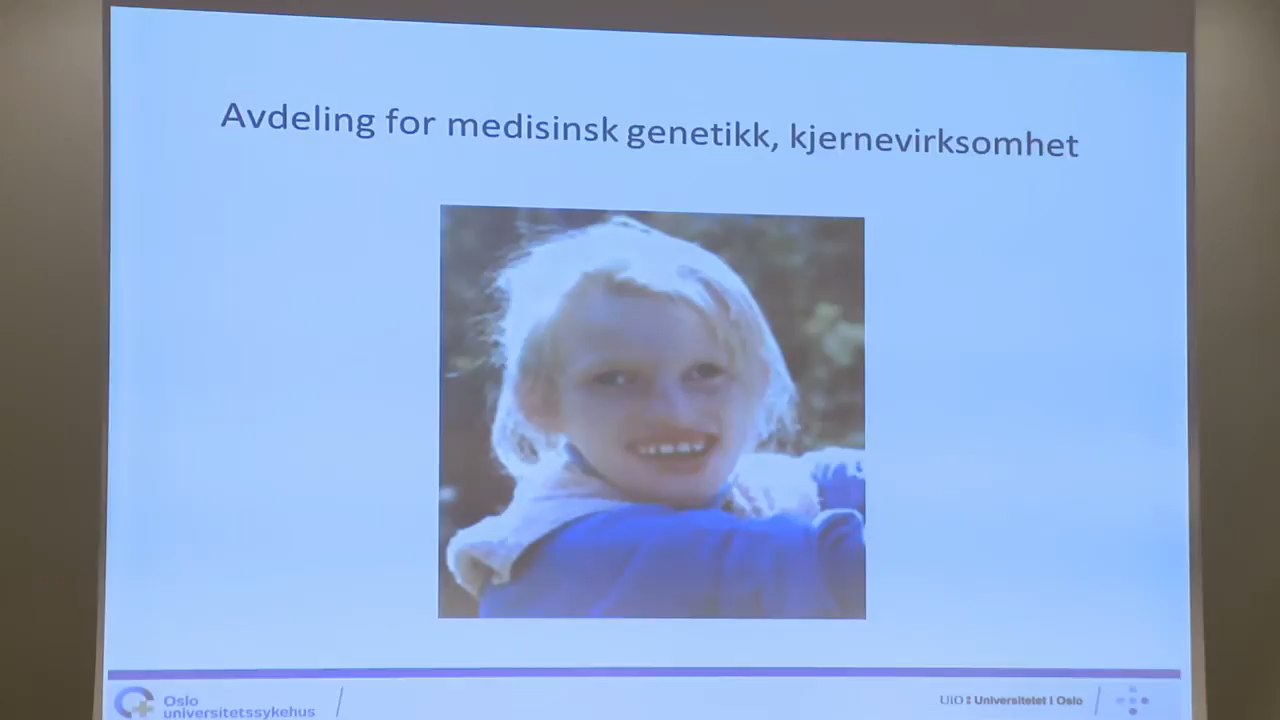 Avdeling for medisinsk genetikk, kjernevirksomhet
Oslo
universitetssykehus
UiO : Universitetet i Oslo